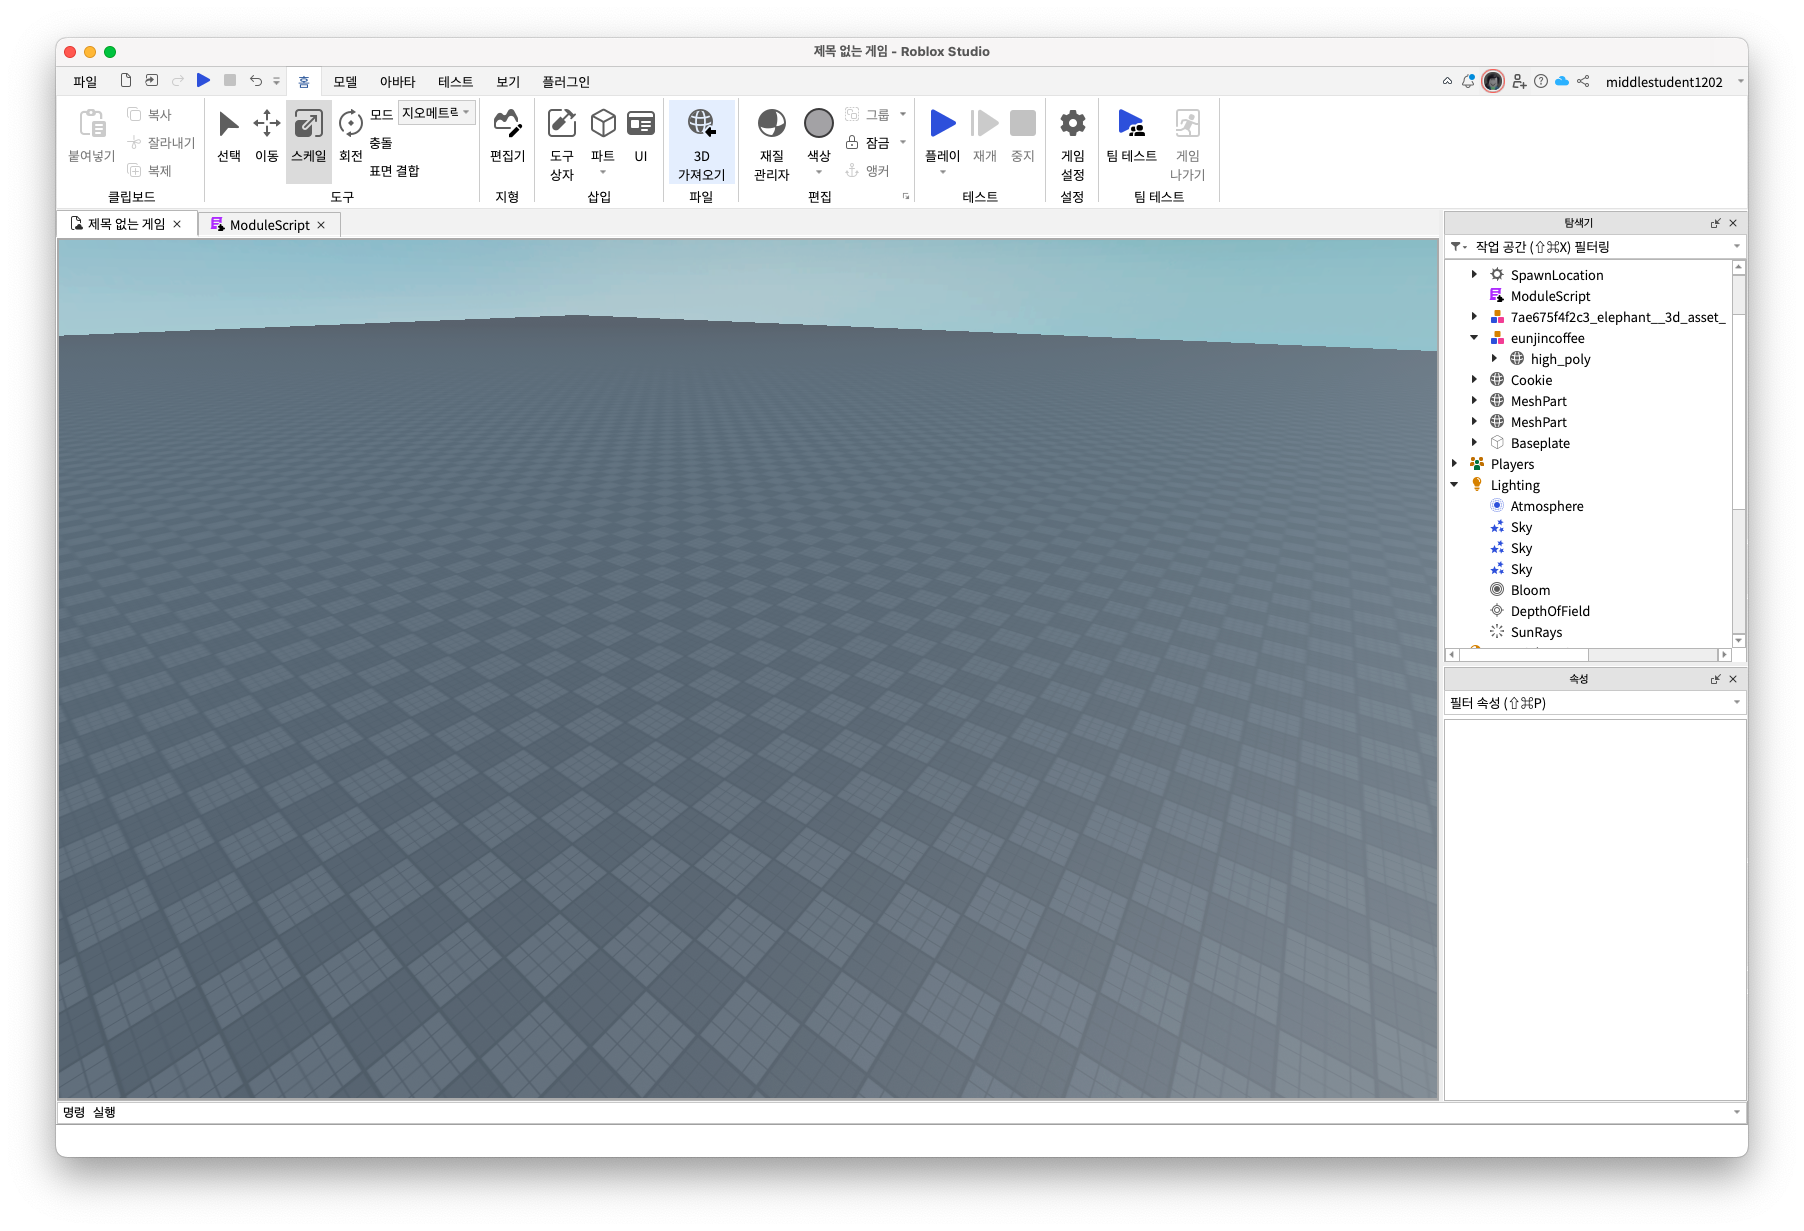 제목 없는 게임 - Roblox Studio
파일 홈 모델 아바타 테스트 보기 플러그인 middlestudent1202
붙여넣기 복사 잘라내기 복제 클립보드
선택 이동 스케일 회전 모드 지오메트릭 충돌 표면 결합 도구
편집기 지형
도구 상자 파트 UI 삽입
3D 가져오기 파일
재질 관리자 색상 그룹 잠금 앵커 편집
플레이 재개 중지 테스트
게임 설정 설정
팀 테스트 게임 나가기 팀 테스트
제목 없는 게임 ModuleScript
탐색기
작업 공간 (⇧⌘X) 필터링
SpawnLocation
ModuleScript
7ae675f4f2c3_elephant__3d_asset_
eunjincoffee
high_poly
Cookie
MeshPart
MeshPart
Baseplate
Players
Lighting
Atmosphere
Sky
Sky
Sky
Bloom
DepthOfField
SunRays
속성
필터 속성 (⇧⌘P)
명령 실행